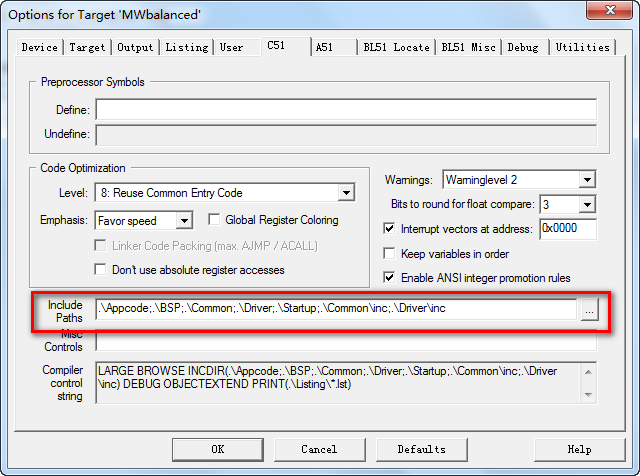 Options for Target 'MWbalanced'
Device Target Output Listing User C51 A51 BL51 Locate BL51 Misc Debug Utilities
Preprocessor Symbols
Define:
Undefine:
Code Optimization
Level: 8: Reuse Common Entry Code
Emphasis: Favor speed Global Register Coloring
Linker Code Packing (max. AJMP / ACALL)
Don't use absolute register accesses
Warnings: Warninglevel 2
Bits to round for float compare: 3
Interrupt vectors at address: 0x0000
Keep variables in order
Enable ANSI integer promotion rules
Include
Paths
.\Appcode;.\BSP;.\Common;.\Driver;.\Startup;.\Common\inc;.\Driver\inc
...
Misc
Controls
Compiler
control
string
LARGE BROWSE INCDIR(.\Appcode;.\BSP;.\Common;.\Driver;.\Startup;.\Common\inc;.\Driver
\inc) DEBUG OBJECTEXTEND PRINT(.\Listing\*.lst)
OK Cancel Defaults Help